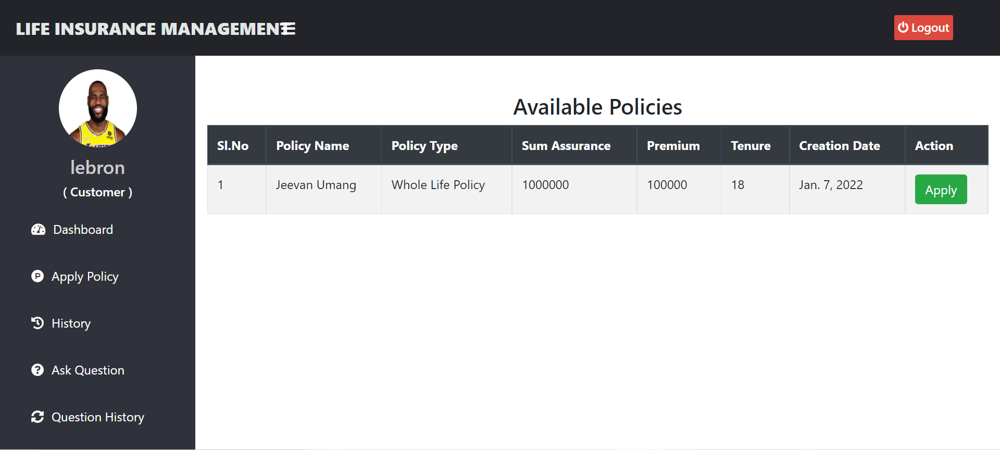 LIFE INSURANCE MANAGEMENT
Logout
lebron
( Customer )
Dashboard
Apply Policy
History
Ask Question
Question History
Available Policies
Sl.No Policy Name Policy Type Sum Assurance Premium Tenure Creation Date Action
1 Jeevan Umang Whole Life Policy 1000000 100000 18 Jan. 7, 2022 Apply